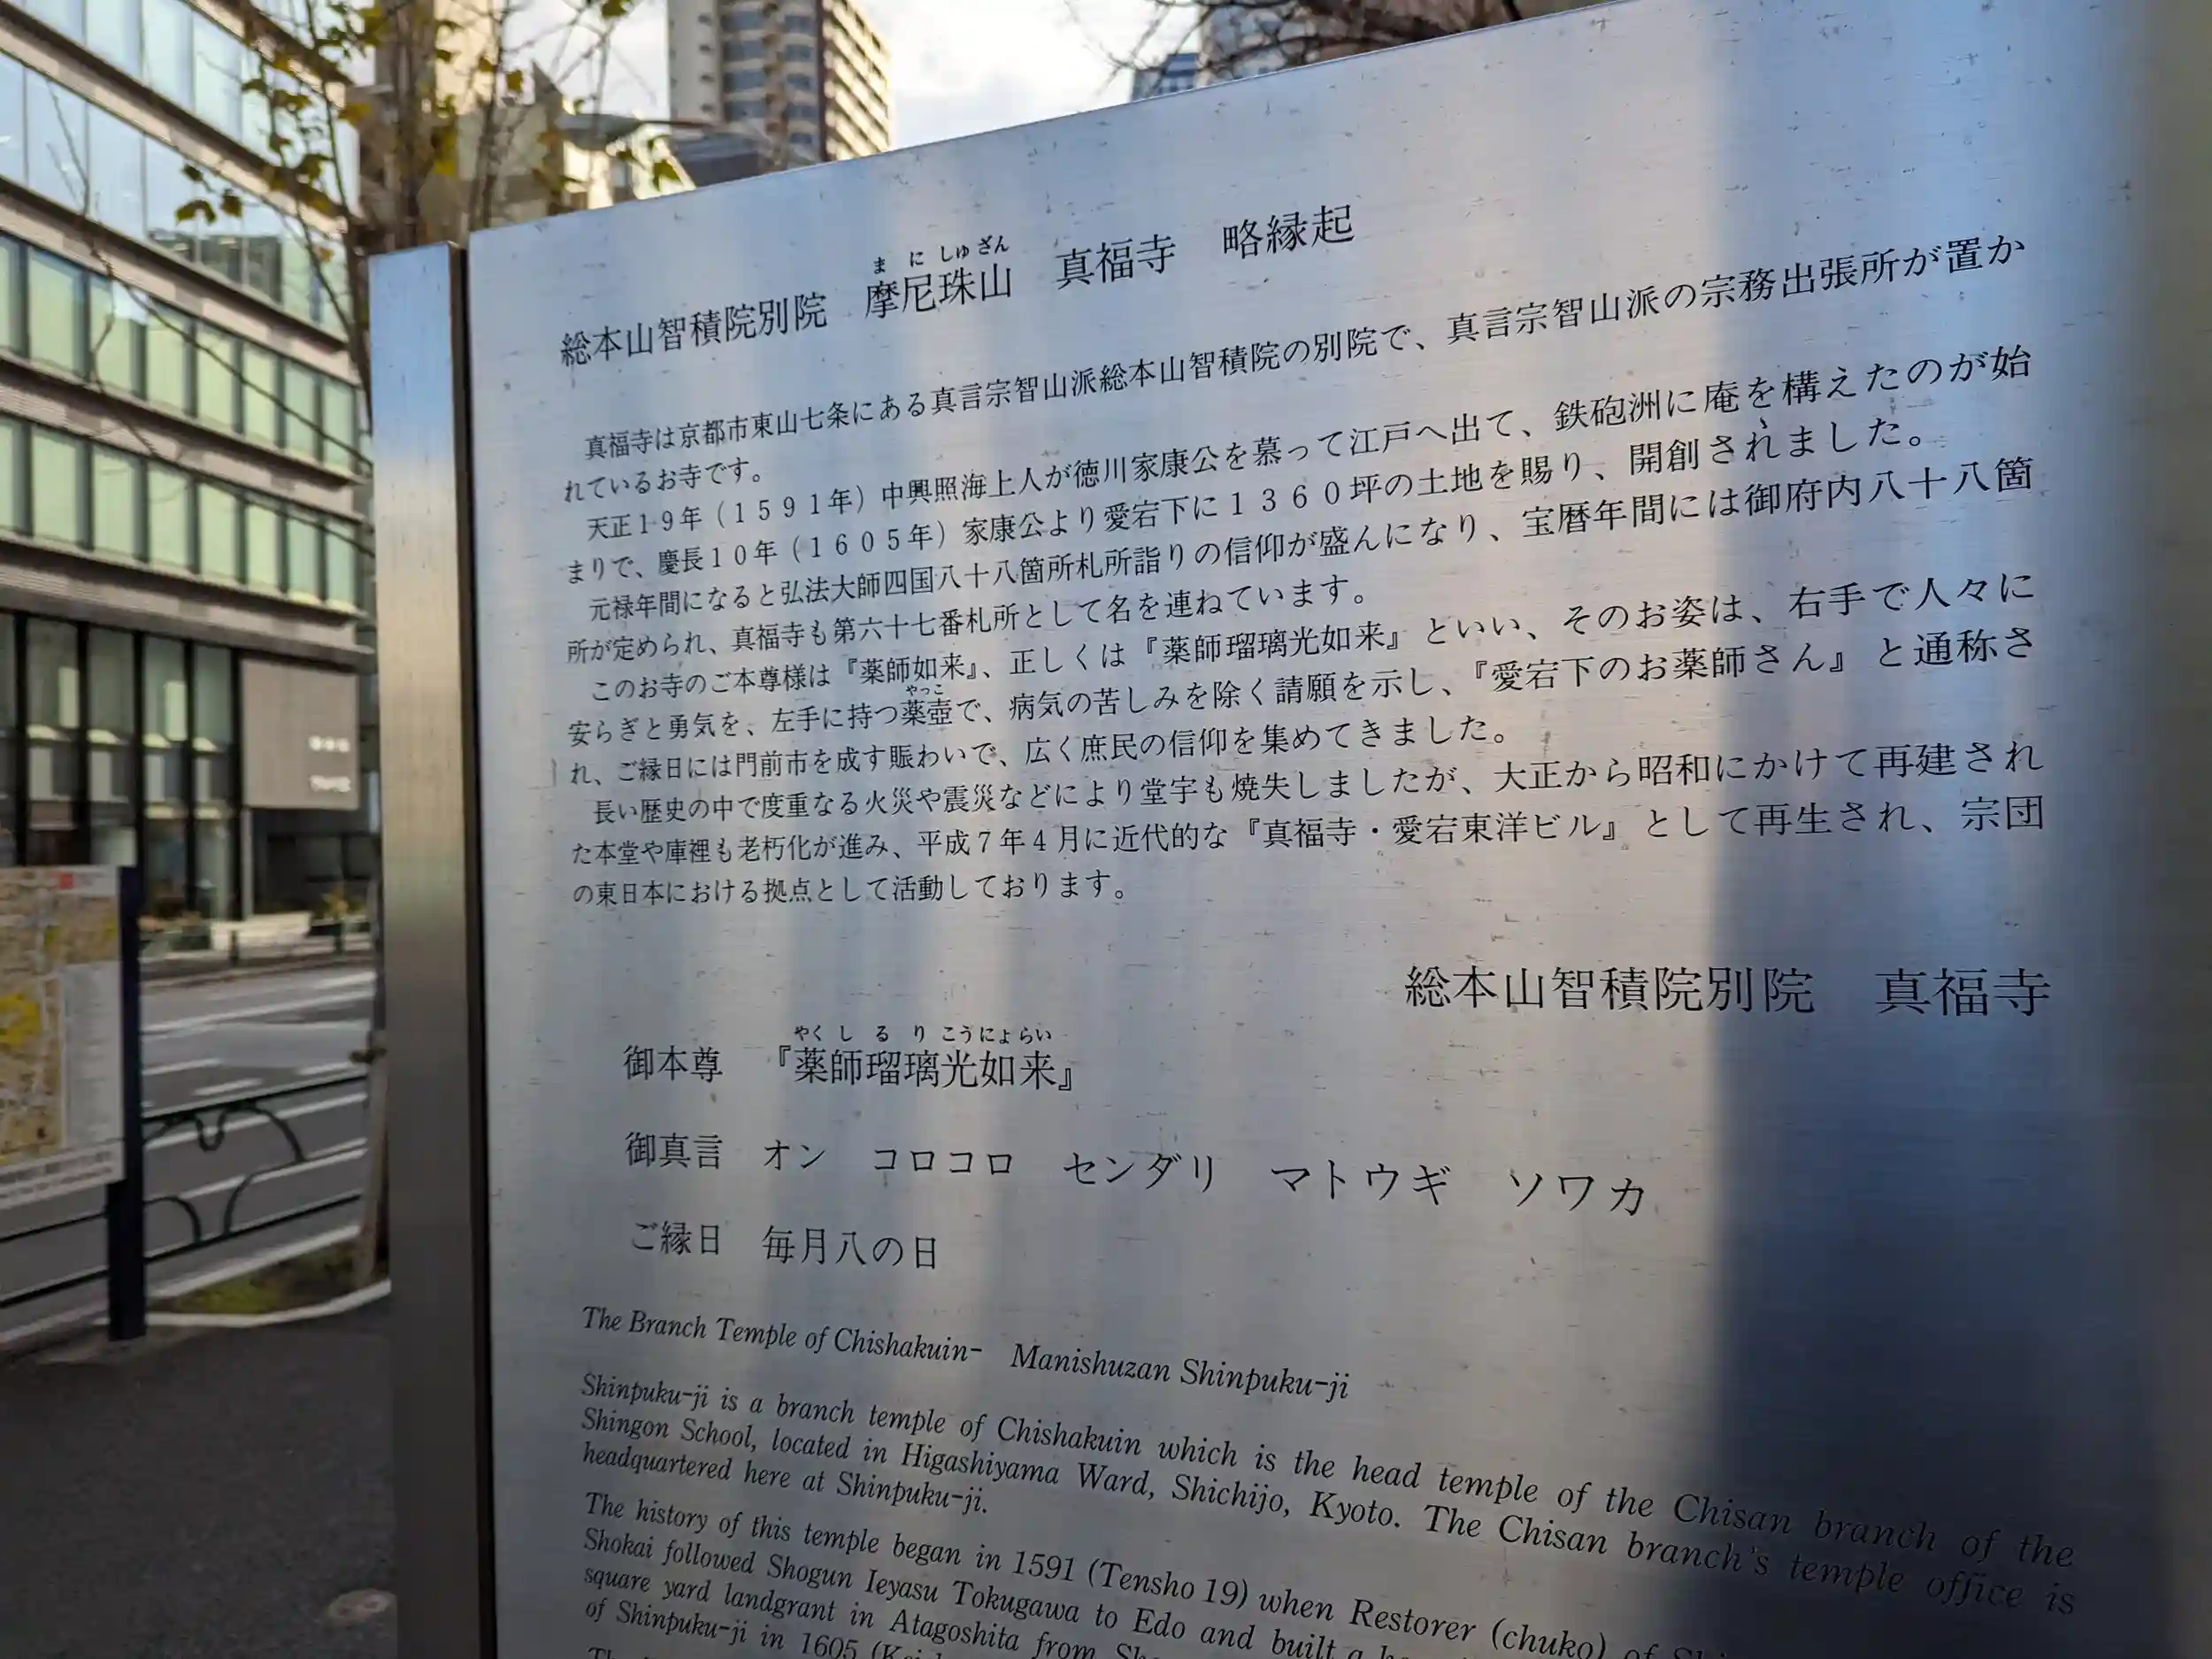 総本山智積院別院　摩尼珠山　真福寺　略縁起
まにしゅざん
真福寺は京都市東山七条にある真言宗智山派総本山智積院の別院で、真言宗智山派の宗務出張所が置か
れているお寺です。
天正19年（1591年）中興照海上人が徳川家康公を慕って江戸へ出て、鉄砲洲に庵を構えたのが始
まりで、慶長10年（1605年）家康公より愛宕下に1360坪の土地を賜り、開創されました。
元禄年間になると弘法大師四国八十八箇所札所詣りの信仰が盛んになり、宝暦年間には御府内八十八箇
所が定められ、真福寺も第六十七番札所として名を連ねています。
このお寺のご本尊様は『薬師如来』、正しくは『薬師瑠璃光如来』といい、そのお姿は、右手で人々に
安らぎと勇気を、左手に持つ薬壺で、病気の苦しみを除く請願を示し、『愛宕下のお薬師さん』と通称さ
やっこ
れ、ご縁日には門前市を成す賑わいで、広く庶民の信仰を集めてきました。
長い歴史の中で度重なる火災や震災などにより堂宇も焼失しましたが、大正から昭和にかけて再建され
た本堂や庫裡も老朽化が進み、平成7年4月に近代的な『真福寺・愛宕東洋ビル』として再生され、宗団
の東日本における拠点として活動しております。
総本山智積院別院　真福寺
御本尊　『薬師瑠璃光如来』
やくしるりこうにょらい
御真言　オン　コロコロ　センダリ　マトウギ　ソワカ
ご縁日　毎月八の日
The Branch Temple of Chishakuin- Manishuzan Shinpuku-ji
Shinpuku-ji is a branch temple of Chishakuin which is the head temple of the Chisan branch of the
Shingon School, located in Higashiyama Ward, Shichijo, Kyoto. The Chisan branch's temple office is
headquartered here at Shinpuku-ji.
The history of this temple began in 1591 (Tensho 19) when Restorer (chuko) of
Shokai followed Shogun Ieyasu Tokugawa to Edo and built a
square yard landgrant in Atagoshita from
of Shinpuku-ji in 1605